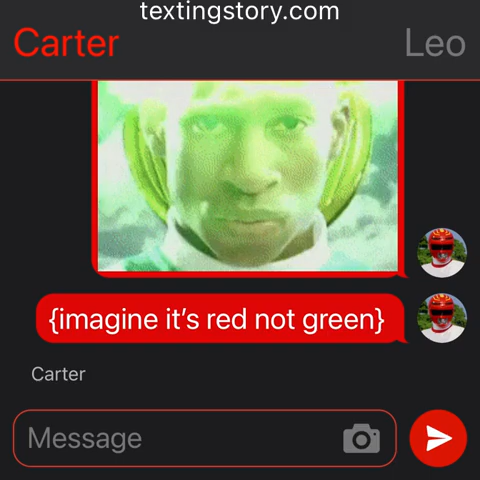 textingstory.com
Carter
Leo
{imagine it’s red not green}
Carter
Message